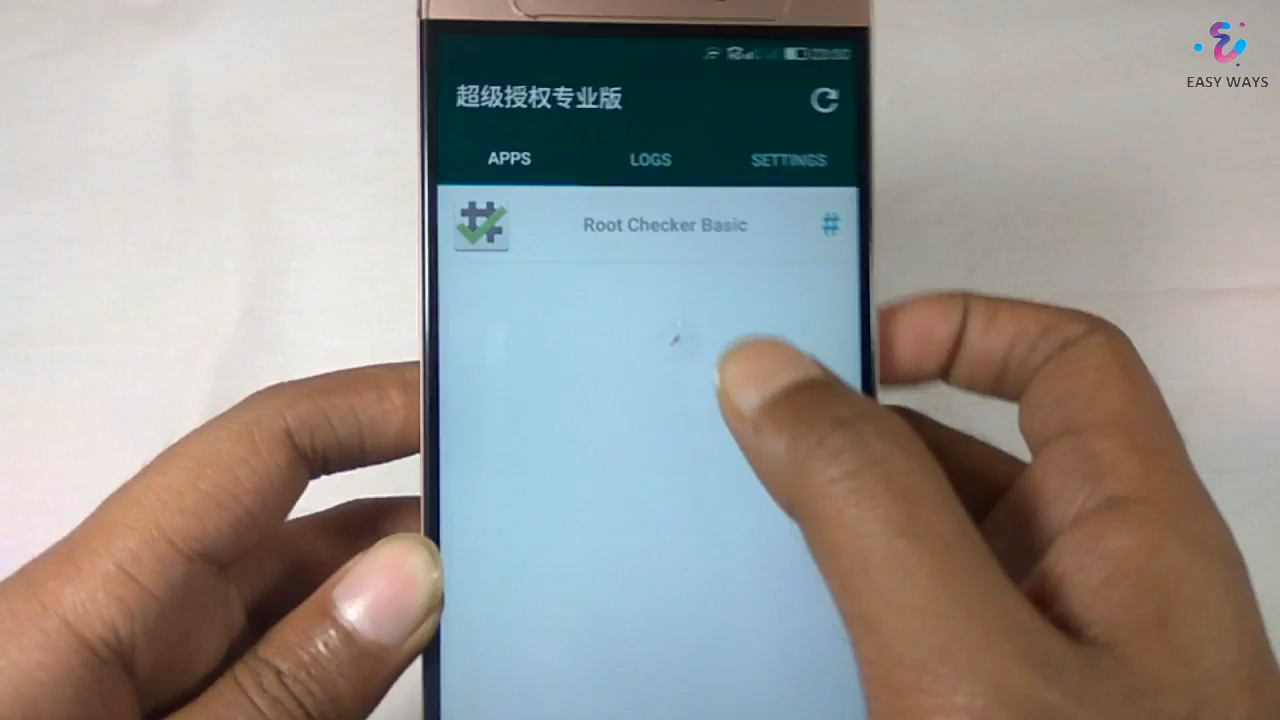 EASY WAYS
超级授权专业版
APPS LOGS SETTINGS
Root Checker Basic #